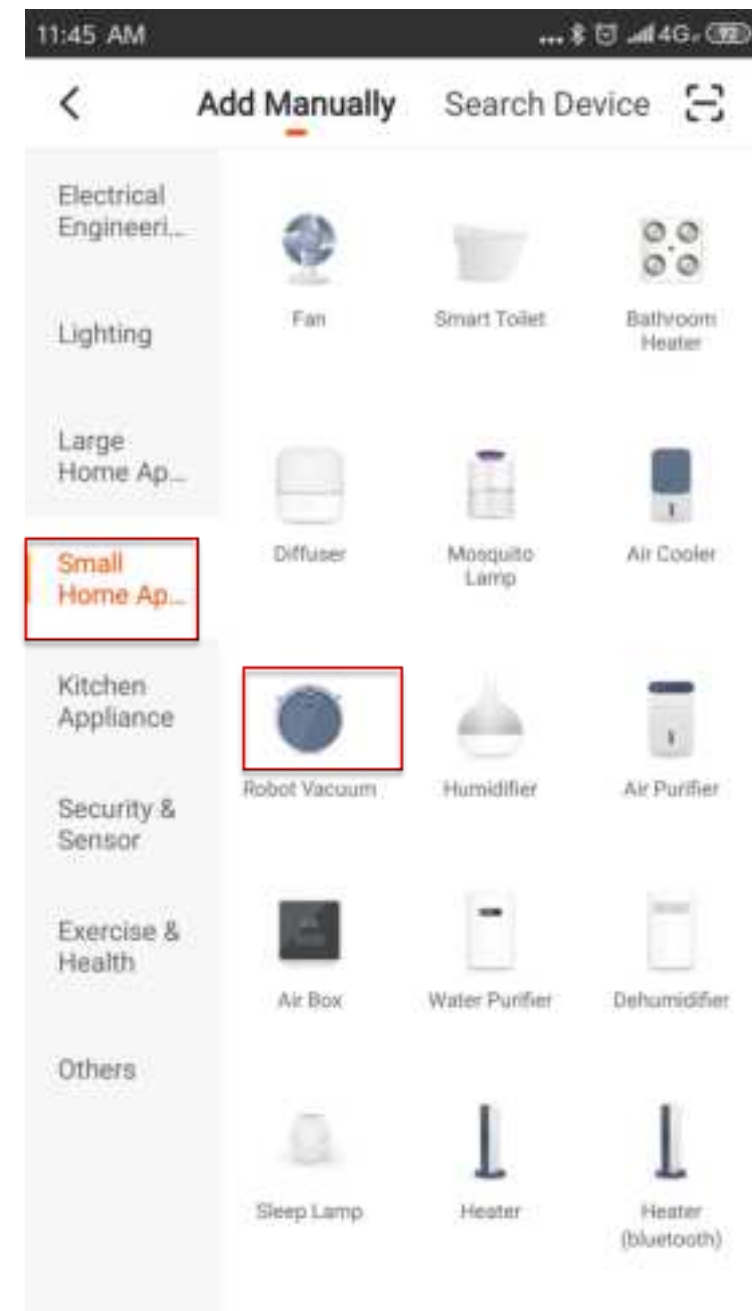 11:45 AM
4G
92
Add Manually
Search Device
Electrical
Engineeri...
Lighting
Large
Home Ap...
Small
Home Ap...
Kitchen
Appliance
Security &
Sensor
Exercise &
Health
Others
Fan
Smart Toilet
Bathroom
Heater
Diffuser
Mosquito
Lamp
Air Cooler
Robot Vacuum
Humidifier
Air Purifier
Air Box
Water Purifier
Dehumidifier
Sleep Lamp
Heater
Heater
(bluetooth)